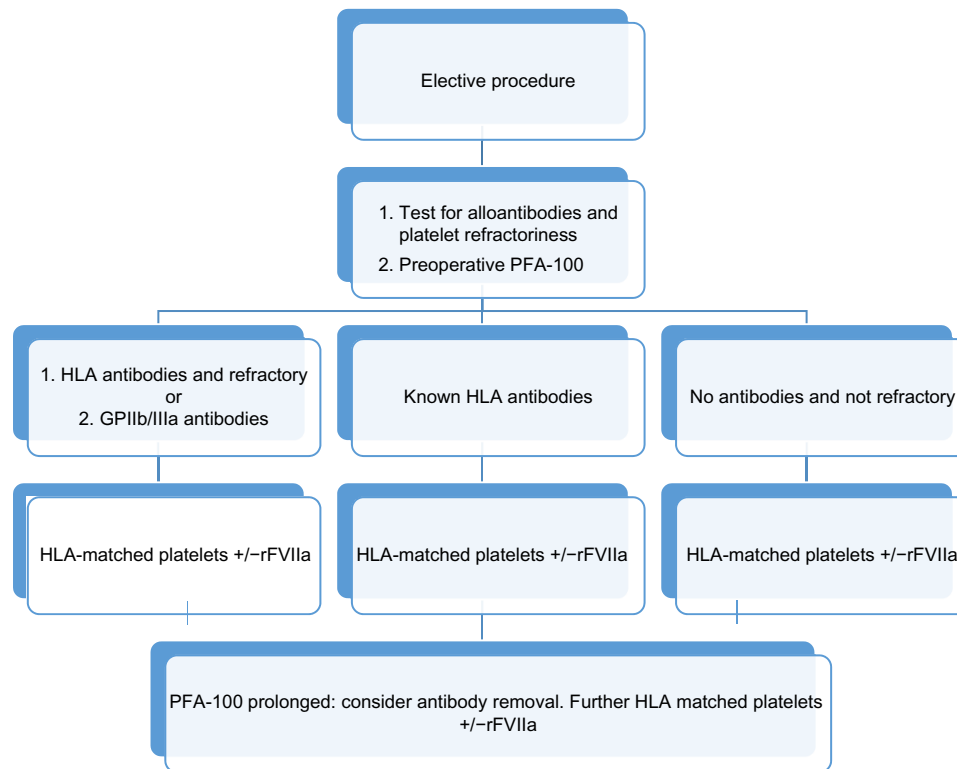 Elective procedure
1. Test for alloantibodies and
platelet refractoriness
2. Preoperative PFA-100
1. HLA antibodies and refractory
or
2. GPIIb/IIIa antibodies
Known HLA antibodies
No antibodies and not refractory
HLA-matched platelets +/−rFVIIa
HLA-matched platelets +/−rFVIIa
HLA-matched platelets +/−rFVIIa
PFA-100 prolonged: consider antibody removal. Further HLA matched platelets
+/−rFVIIa